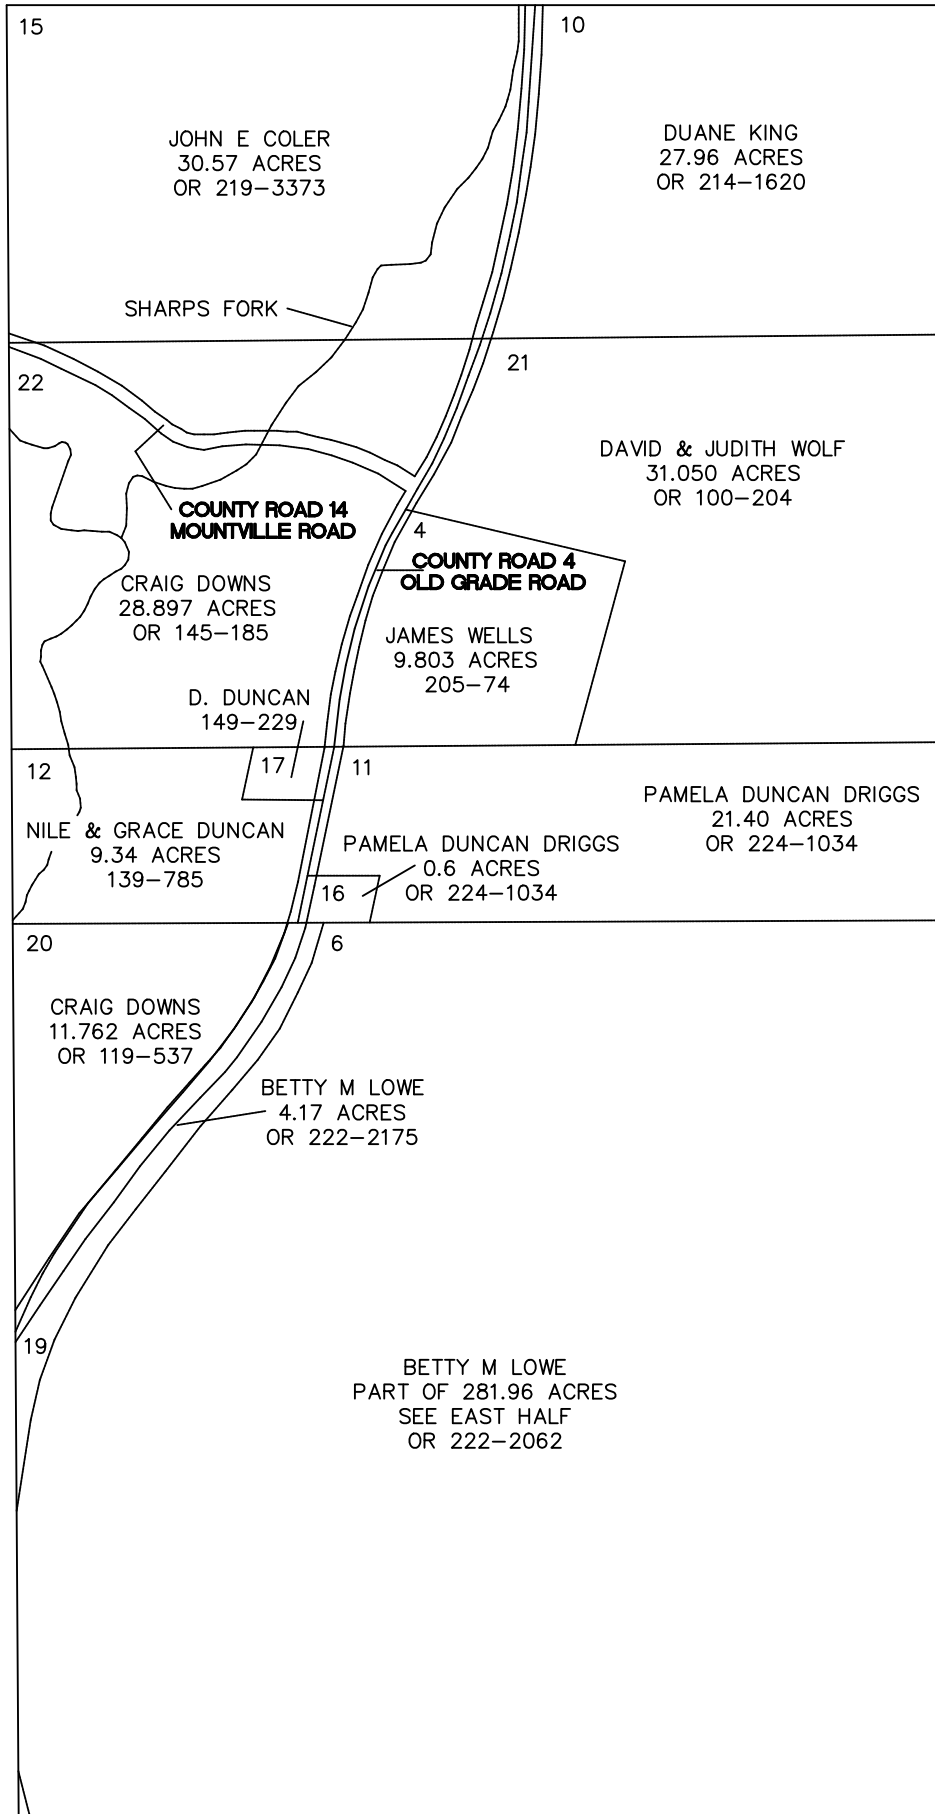 15
10
JOHN E COLER
30.57 ACRES
OR 219-3373
DUANE KING
27.96 ACRES
OR 214-1620
SHARPS FORK
22
21
DAVID & JUDITH WOLF
31.050 ACRES
OR 100-204
COUNTY ROAD 14
MOUNTVILLE ROAD
4
COUNTY ROAD 4
OLD GRADE ROAD
CRAIG DOWNS
28.897 ACRES
OR 145-185
JAMES WELLS
9.803 ACRES
205-74
D. DUNCAN
149-229
12
17
11
NILE & GRACE DUNCAN
9.34 ACRES
139-785
PAMELA DUNCAN DRIGGS
0.6 ACRES
OR 224-1034
PAMELA DUNCAN DRIGGS
21.40 ACRES
OR 224-1034
16
20
6
CRAIG DOWNS
11.762 ACRES
OR 119-537
BETTY M LOWE
4.17 ACRES
OR 222-2175
19
BETTY M LOWE
PART OF 281.96 ACRES
SEE EAST HALF
OR 222-2062